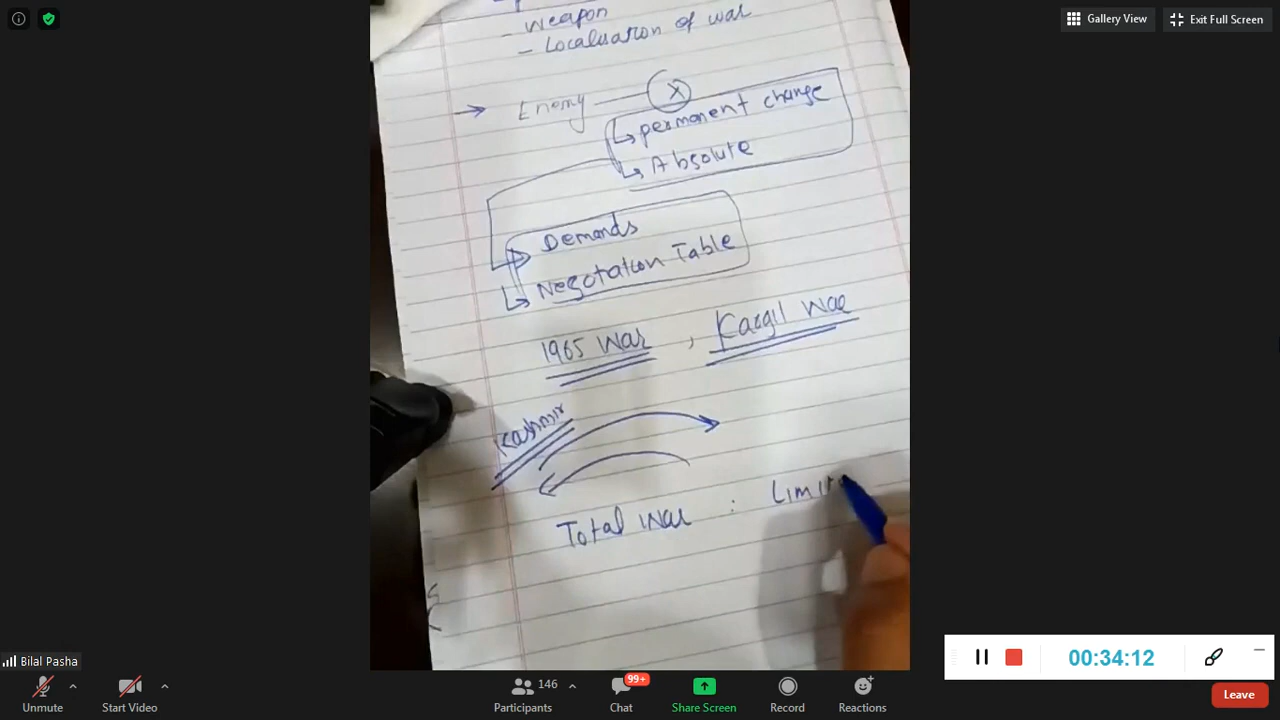 Gallery View
Exit Full Screen
- Weapon
- Localisation of war
→ Enemy — X
↳ permanent change
↳ Absolute
Demands
↳ Negotation Table
1965 War , Kargil War
Kashmir
Total War : Limit
Bilal Pasha
00:34:12
Unmute
Start Video
146
Participants
99+
Chat
Share Screen
Record
Reactions
Leave